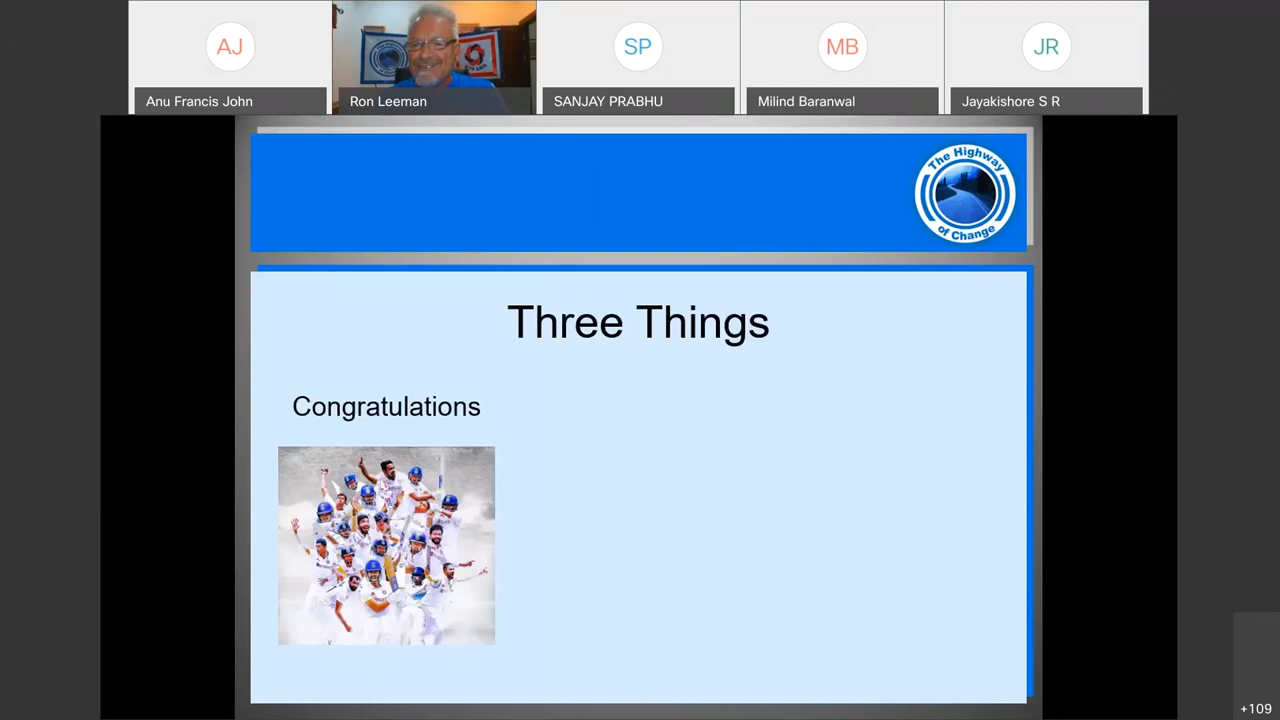 AJ
SP
MB
JR
Anu Francis John
Ron Leeman
SANJAY PRABHU
Milind Baranwal
Jayakishore S R
The Highway
of Change
Three Things
Congratulations
+109